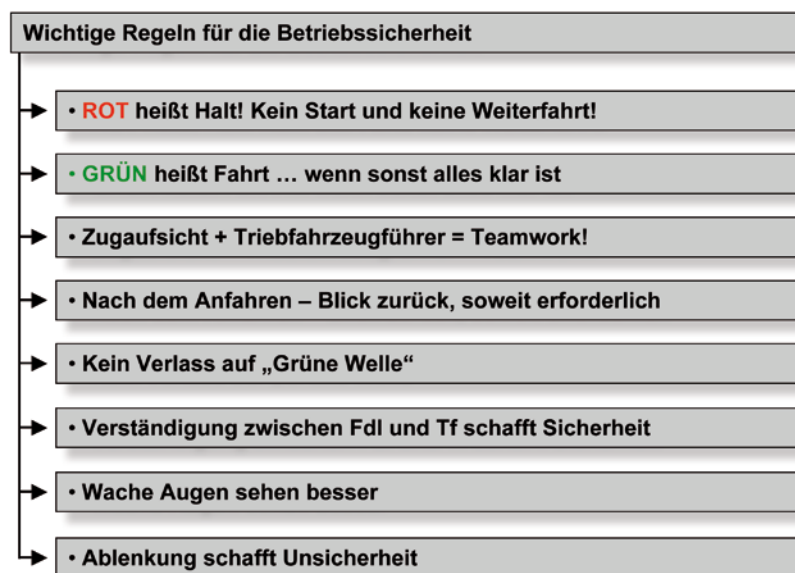 Wichtige Regeln für die Betriebssicherheit
• ROT heißt Halt! Kein Start und keine Weiterfahrt!
• GRÜN heißt Fahrt ... wenn sonst alles klar ist
• Zugaufsicht + Triebfahrzeugführer = Teamwork!
• Nach dem Anfahren – Blick zurück, soweit erforderlich
• Kein Verlass auf „Grüne Welle“
• Verständigung zwischen Fdl und Tf schafft Sicherheit
• Wache Augen sehen besser
• Ablenkung schafft Unsicherheit